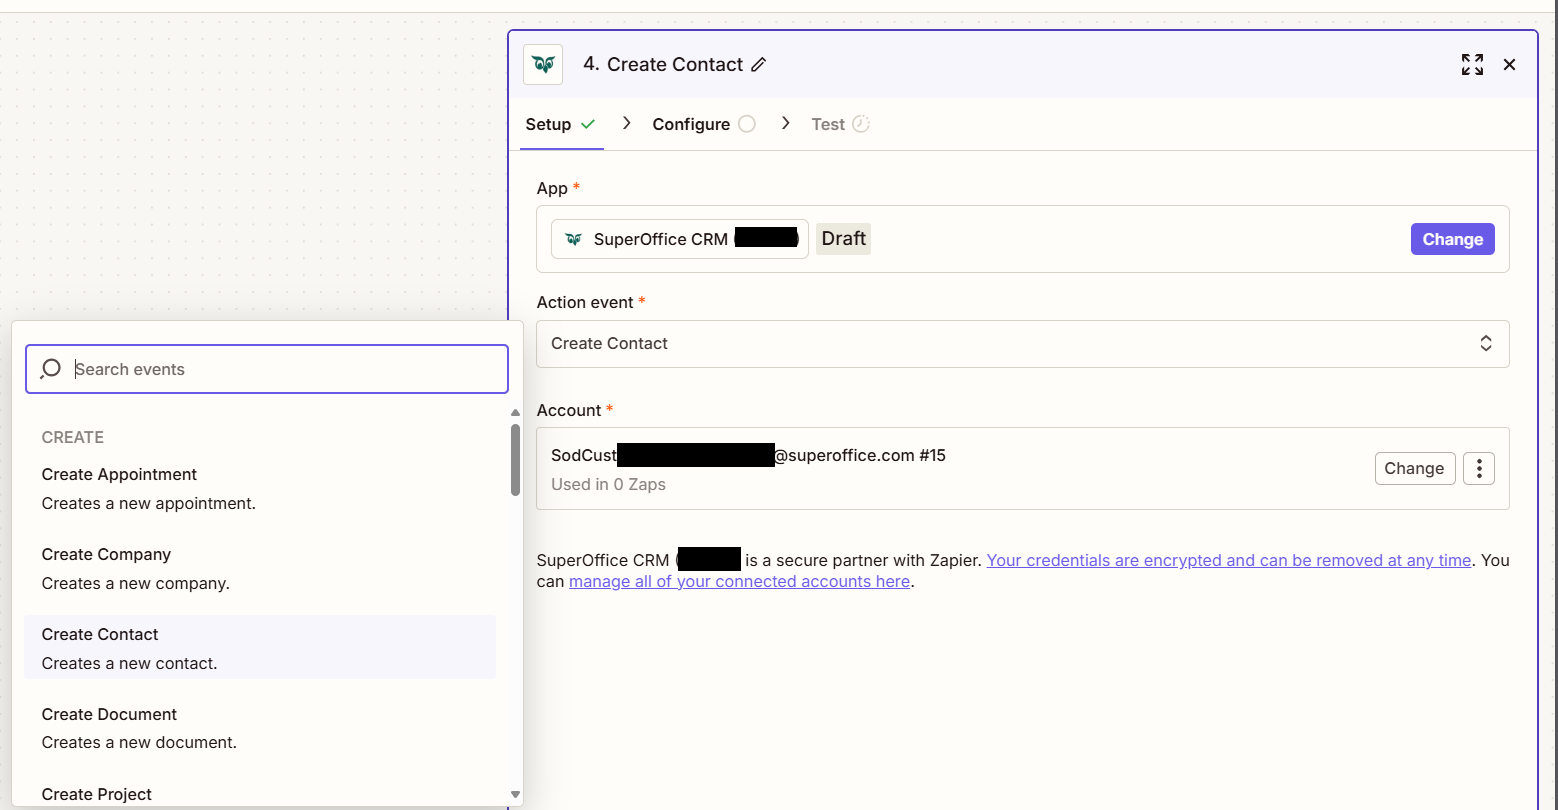 4. Create Contact
Setup
Configure
Test
App *
SuperOffice CRM ( )
Draft
Change
Action event *
Create Contact
Account *
SodCust @superoffice.com #15
Used in 0 Zaps
Change
SuperOffice CRM ( is a secure partner with Zapier. Your credentials are encrypted and can be removed at any time. You
can manage all of your connected accounts here.
Search events
CREATE
Create Appointment
Creates a new appointment.
Create Company
Creates a new company.
Create Contact
Creates a new contact.
Create Document
Creates a new document.
Create Project